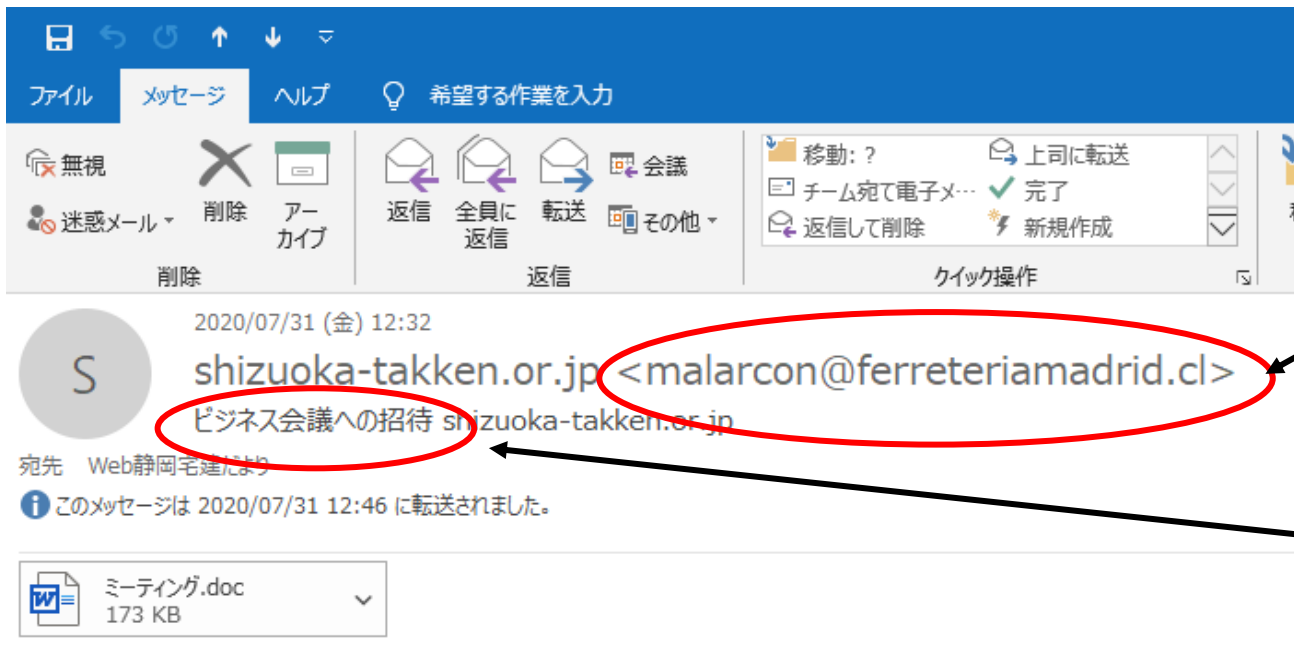 ファイル メッセージ ヘルプ 希望する作業を入力
無視
迷惑メール
削除
アー
カイブ
削除
返信
全員に
返信
転送
会議
その他
返信
移動: ?
チーム宛て電子メ…
返信して削除
上司に転送
完了
新規作成
クイック操作
S
2020/07/31 (金) 12:32
shizuoka-takken.or.jp <malarcon@ferreteriamadrid.cl>
ビジネス会議への招待 shizuoka-takken.or.jp
宛先 Web静岡宅建だより
このメッセージは 2020/07/31 12:46 に転送されました。
ミーティング.doc
173 KB